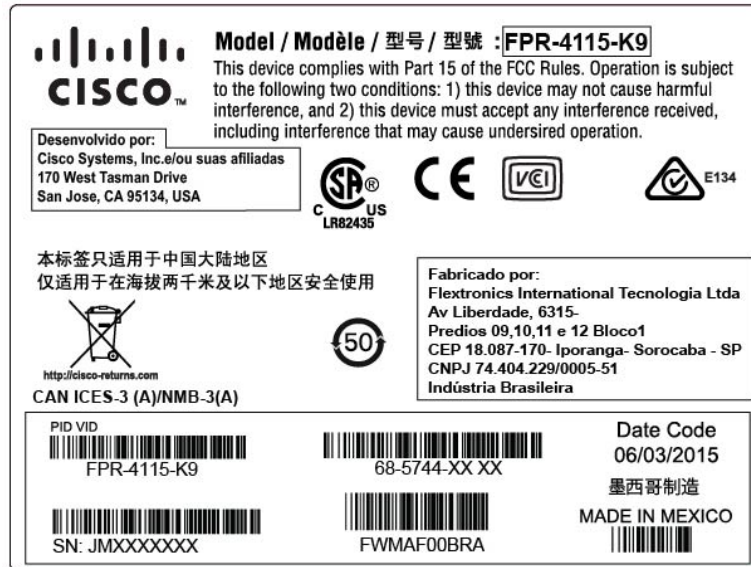 CISCO™
Model / Modèle / 型号 / 型號 : FPR-4115-K9
This device complies with Part 15 of the FCC Rules. Operation is subject
to the following two conditions: 1) this device may not cause harmful
interference, and 2) this device must accept any interference received,
including interference that may cause undersired operation.
Desenvolvido por:
Cisco Systems, Inc.e/ou suas afiliadas
170 West Tasman Drive
San Jose, CA 95134, USA
C SA ® US
LR82435
CE
VCI
E134
本标签只适用于中国大陆地区
仅适用于在海拔两千米及以下地区安全使用
http://cisco-returns.com
50
CAN ICES-3 (A)/NMB-3(A)
Fabricado por:
Flextronics International Tecnologia Ltda
Av Liberdade, 6315-
Predios 09,10,11 e 12 Bloco1
CEP 18.087-170- Iporanga- Sorocaba - SP
CNPJ 74.404.229/0005-51
Indústria Brasileira
PID VID
FPR-4115-K9
68-5744-XX XX
SN: JMXXXXXXX
FWMAF00BRA
Date Code
06/03/2015
墨西哥制造
MADE IN MEXICO